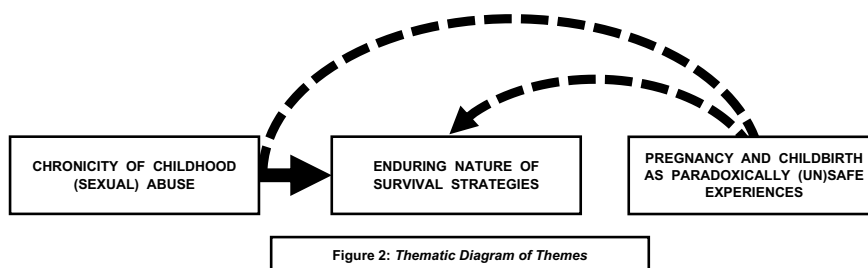 CHRONICITY OF CHILDHOOD
(SEXUAL) ABUSE
ENDURING NATURE OF
SURVIVAL STRATEGIES
PREGNANCY AND CHILDBIRTH
AS PARADOXICALLY (UN)SAFE
EXPERIENCES
Figure 2: Thematic Diagram of Themes